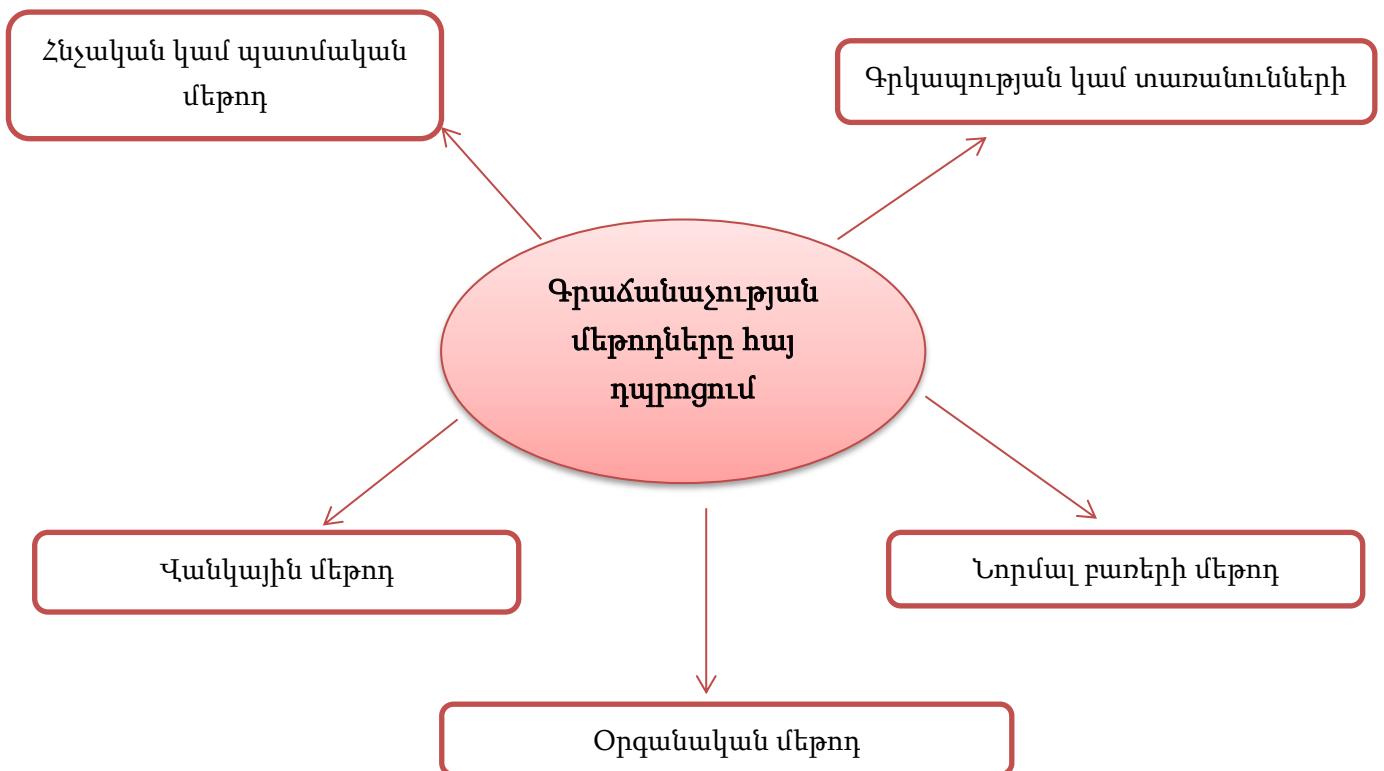 Հնչական կամ պատմական
մեթոդ
Գրկապության կամ տառանունների
Գրաճանաչության
մեթոդները հայ
դպրոցում
Վանկային մեթոդ
Նորմալ բառերի մեթոդ
Օրգանական մեթոդ